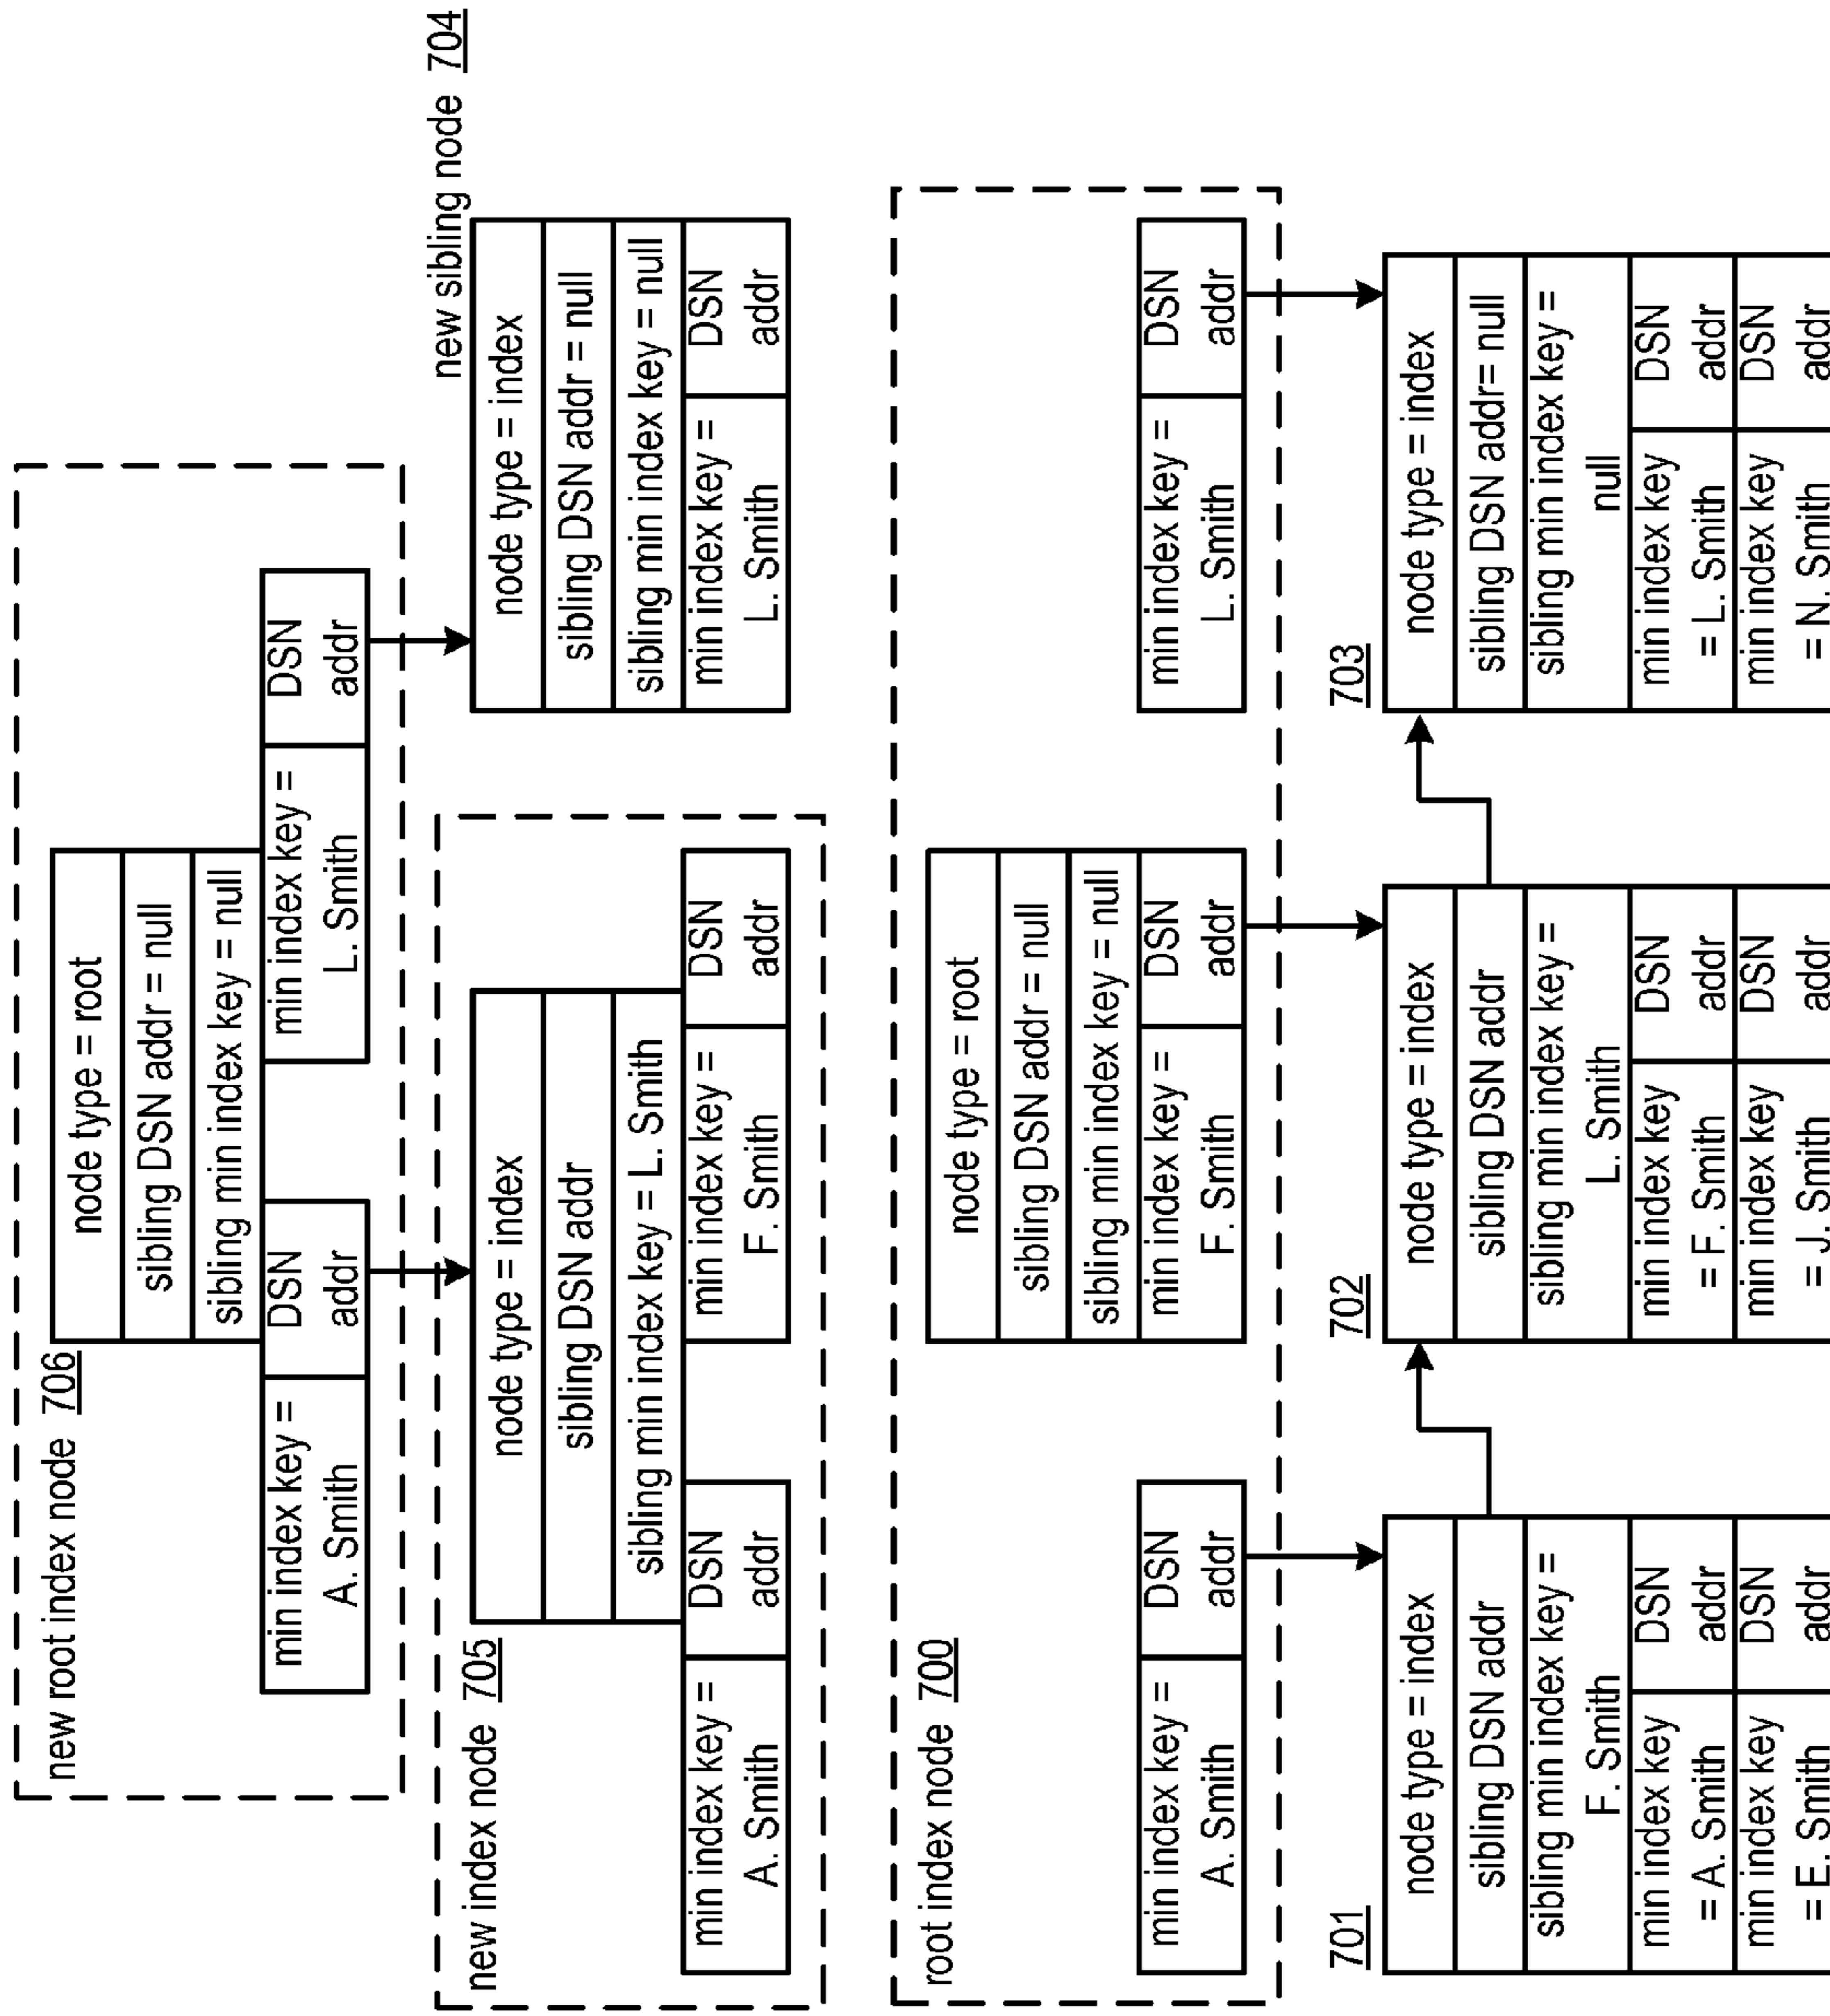 new root index node 706
node type = root
sibling DSN addr = null
sibling min index key = null
min index key =
A. Smith
DSN
addr
min index key =
L. Smith
DSN
addr
new index node 705
node type = index
sibling DSN addr
sibling min index key = L. Smith
min index key =
A. Smith
DSN
addr
min index key =
F. Smith
DSN
addr
new sibling node 704
node type = index
sibling DSN addr = null
sibling min index key = null
min index key =
L. Smith
DSN
addr
root index node 700
node type = root
sibling DSN addr = null
sibling min index key = null
min index key =
A. Smith
DSN
addr
min index key =
F. Smith
DSN
addr
min index key =
L. Smith
DSN
addr
701
node type = index
sibling DSN addr
sibling min index key =
F. Smith
min index key
= A. Smith
DSN
addr
min index key
= E. Smith
DSN
addr
702
node type = index
sibling DSN addr
sibling min index key =
L. Smith
min index key
= F. Smith
DSN
addr
min index key
= J. Smith
DSN
addr
703
node type = index
sibling DSN addr= null
sibling min index key =
null
min index key
= L. Smith
DSN
addr
min index key
= N. Smith
DSN
addr